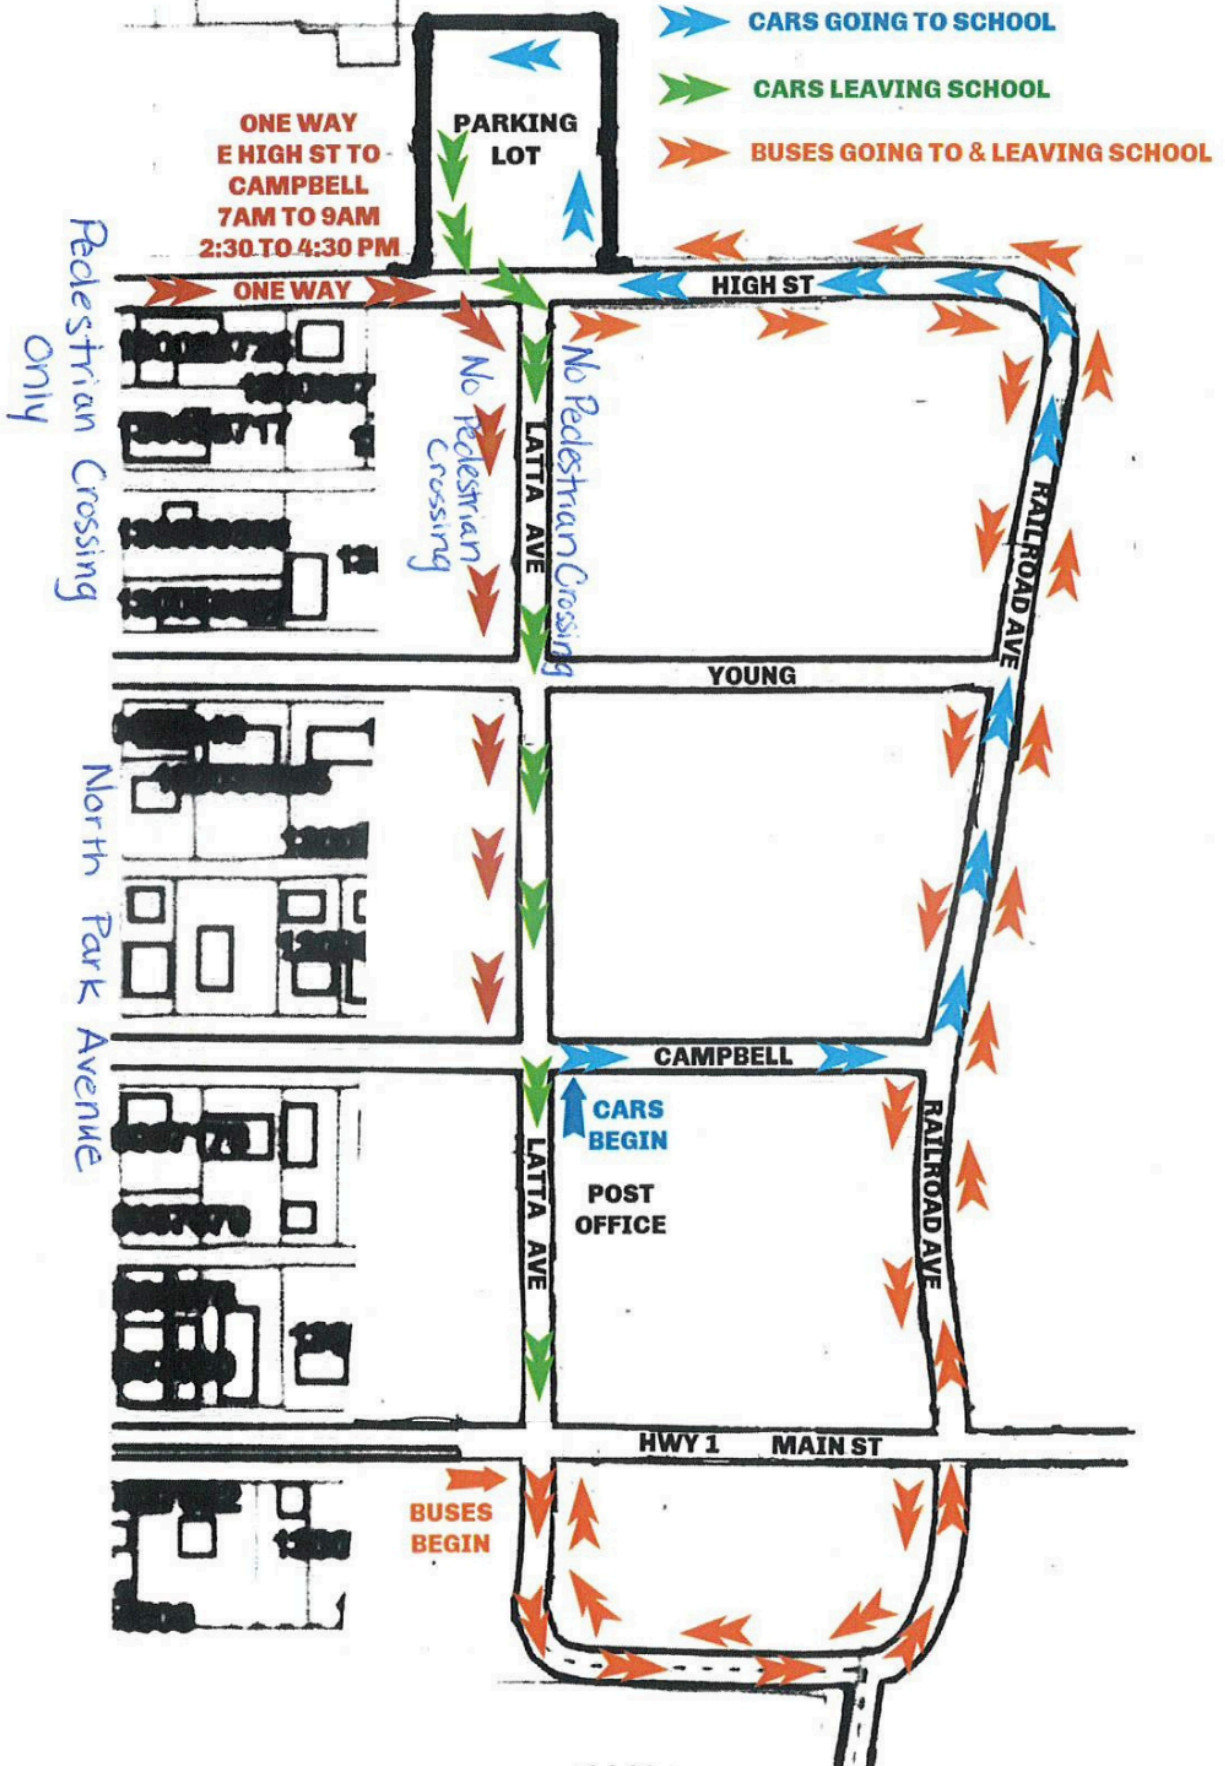 CARS GOING TO SCHOOL
CARS LEAVING SCHOOL
BUSES GOING TO & LEAVING SCHOOL
PARKING
LOT
ONE WAY
E HIGH ST TO
CAMPBELL
7AM TO 9AM
2:30 TO 4:30 PM
ONE WAY
HIGH ST
Pedestrian Crossing
Only
No Pedestrian
Crossing
LATTA AVE
No Pedestrian Crossing
RAILROAD AVE
YOUNG
North Park Avenue
CAMPBELL
CARS
BEGIN
POST
OFFICE
LATTA AVE
RAILROAD AVE
HWY 1 MAIN ST
BUSES
BEGIN